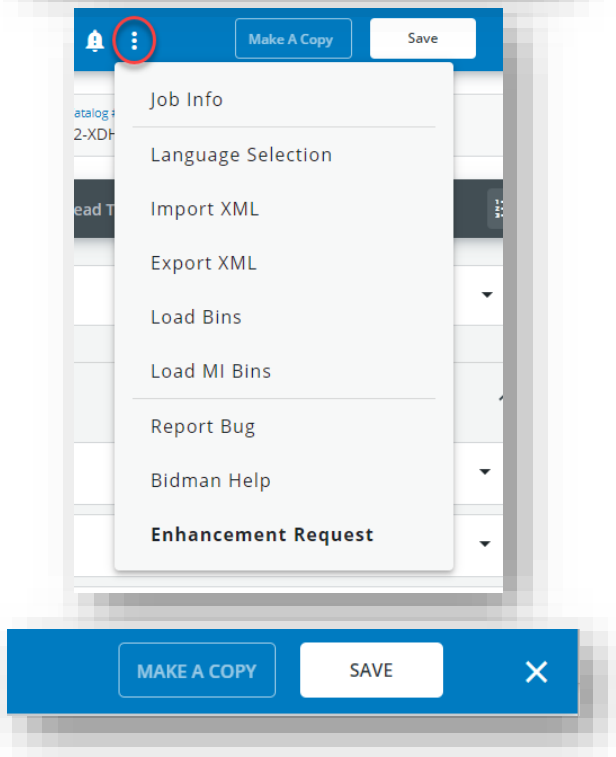 Make A Copy
Save
Job Info
atalog #
2-XDH
Language Selection
ead T
Import XML
Export XML
Load Bins
Load MI Bins
Report Bug
Bidman Help
Enhancement Request
MAKE A COPY
SAVE